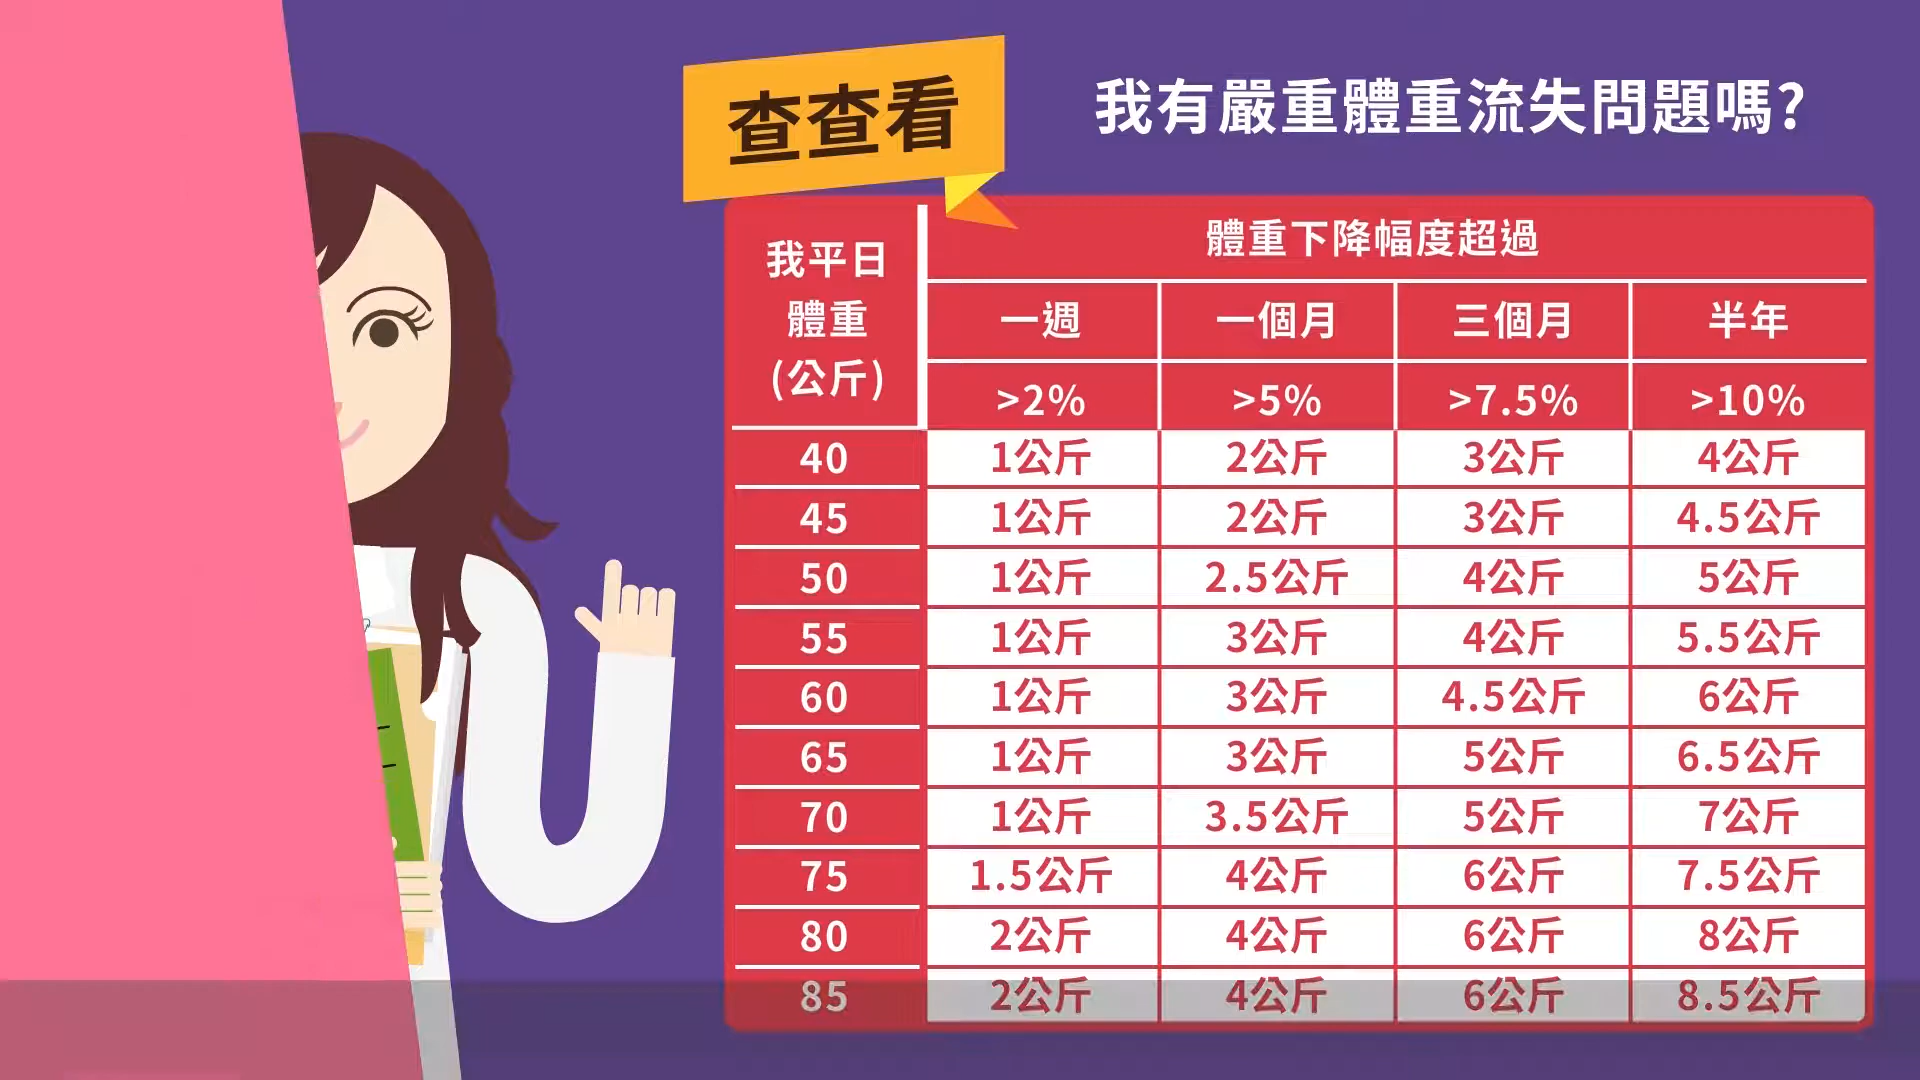 查查看
我有嚴重體重流失問題嗎?
我平日
體重
(公斤)
體重下降幅度超過
一週 一個月 三個月 半年
>2% >5% >7.5% >10%
40 1公斤 2公斤 3公斤 4公斤
45 1公斤 2公斤 3公斤 4.5公斤
50 1公斤 2.5公斤 4公斤 5公斤
55 1公斤 3公斤 4公斤 5.5公斤
60 1公斤 3公斤 4.5公斤 6公斤
65 1公斤 3公斤 5公斤 6.5公斤
70 1公斤 3.5公斤 5公斤 7公斤
75 1.5公斤 4公斤 6公斤 7.5公斤
80 2公斤 4公斤 6公斤 8公斤
85 2公斤 4公斤 6公斤 8.5公斤